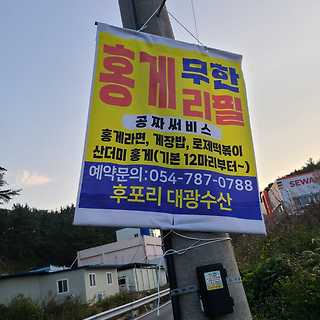 홍게 무한
리필
공짜써비스
홍게라면, 게장밥, 로제떡볶이
산더미 홍게(기본 12마리부터~)
예약문의:054-787-0788
후포리 대광수산
SEWA